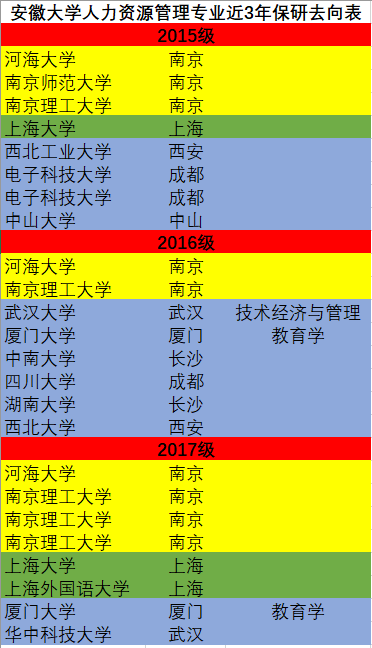 安徽大学人力资源管理专业近3年保研去向表
2015级
河海大学 南京
南京师范大学 南京
南京理工大学 南京
上海大学 上海
西北工业大学 西安
电子科技大学 成都
电子科技大学 成都
中山大学 中山
2016级
河海大学 南京
南京理工大学 南京
武汉大学 武汉 技术经济与管理
厦门大学 厦门 教育学
中南大学 长沙
四川大学 成都
湖南大学 长沙
西北大学 西安
2017级
河海大学 南京
南京理工大学 南京
南京理工大学 南京
南京理工大学 南京
上海大学 上海
上海外国语大学 上海
厦门大学 厦门 教育学
华中科技大学 武汉